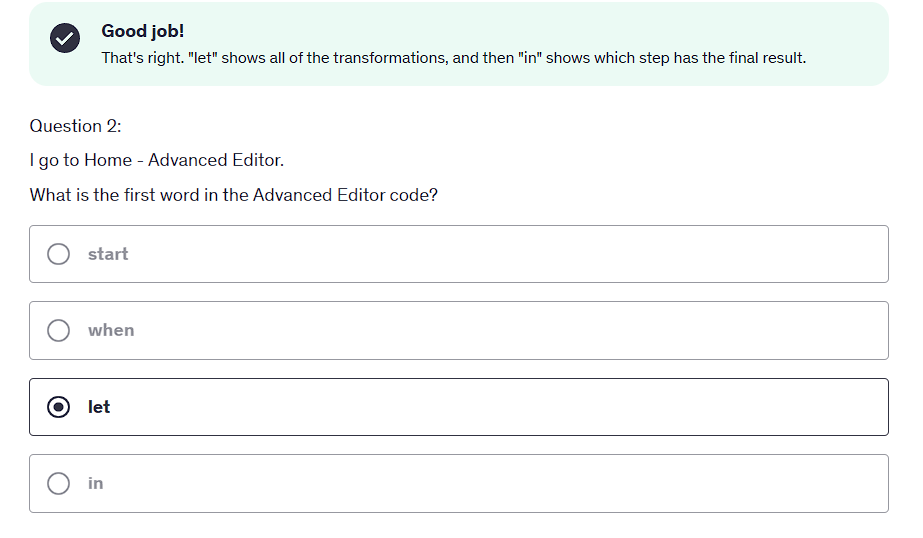 Good job!
That's right. "let" shows all of the transformations, and then "in" shows which step has the final result.
Question 2:
I go to Home - Advanced Editor.
What is the first word in the Advanced Editor code?
start
when
let
in